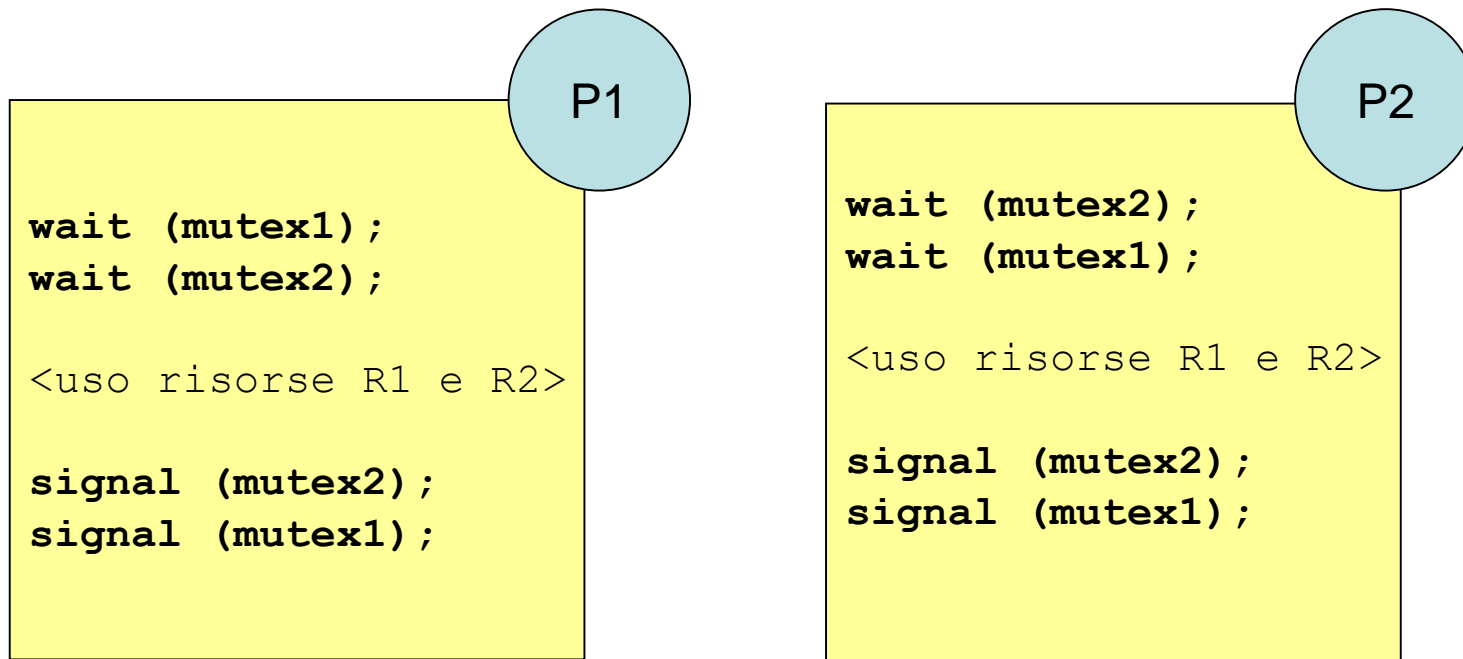 P1
wait (mutex1);
wait (mutex2);
<uso risorse R1 e R2>
signal (mutex2);
signal (mutex1);
P2
wait (mutex2);
wait (mutex1);
<uso risorse R1 e R2>
signal (mutex2);
signal (mutex1);